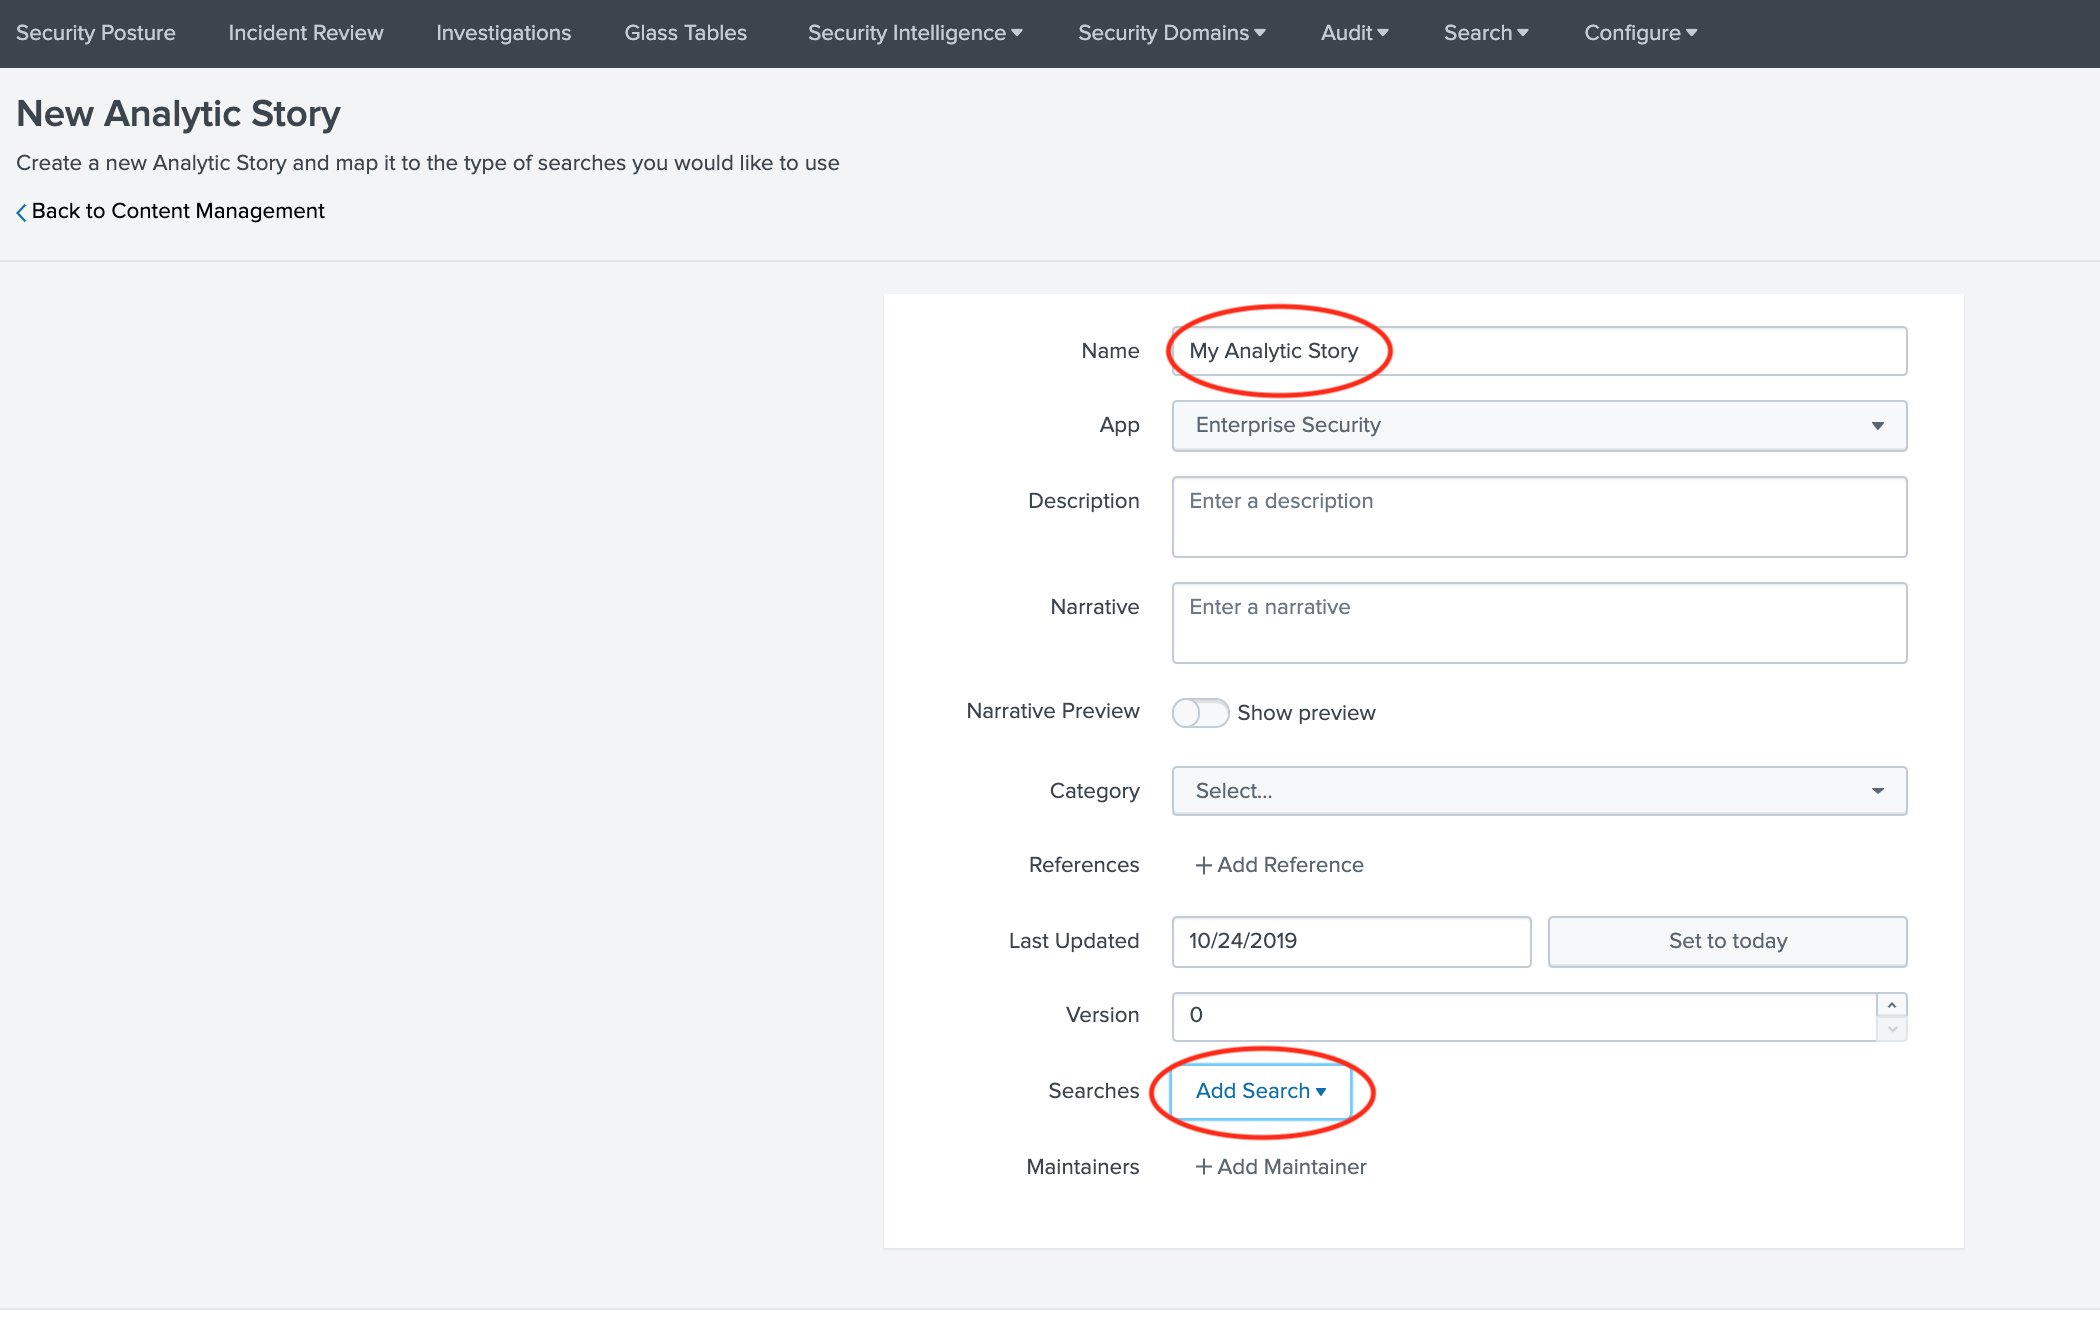 Security Posture Incident Review Investigations Glass Tables Security Intelligence Security Domains Audit Search Configure
New Analytic Story
Create a new Analytic Story and map it to the type of searches you would like to use
Back to Content Management
Name My Analytic Story
App Enterprise Security
Description Enter a description
Narrative Enter a narrative
Narrative Preview Show preview
Category Select...
References + Add Reference
Last Updated 10/24/2019 Set to today
Version 0
Searches Add Search
Maintainers + Add Maintainer